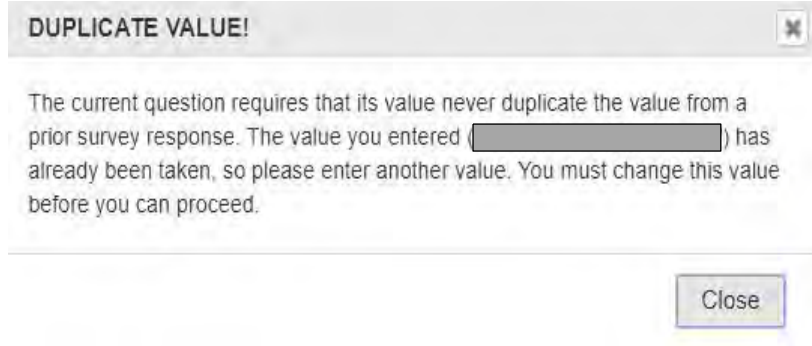 DUPLICATE VALUE!
The current question requires that its value never duplicate the value from a
prior survey response. The value you entered ( ) has
already been taken, so please enter another value. You must change this value
before you can proceed.
Close